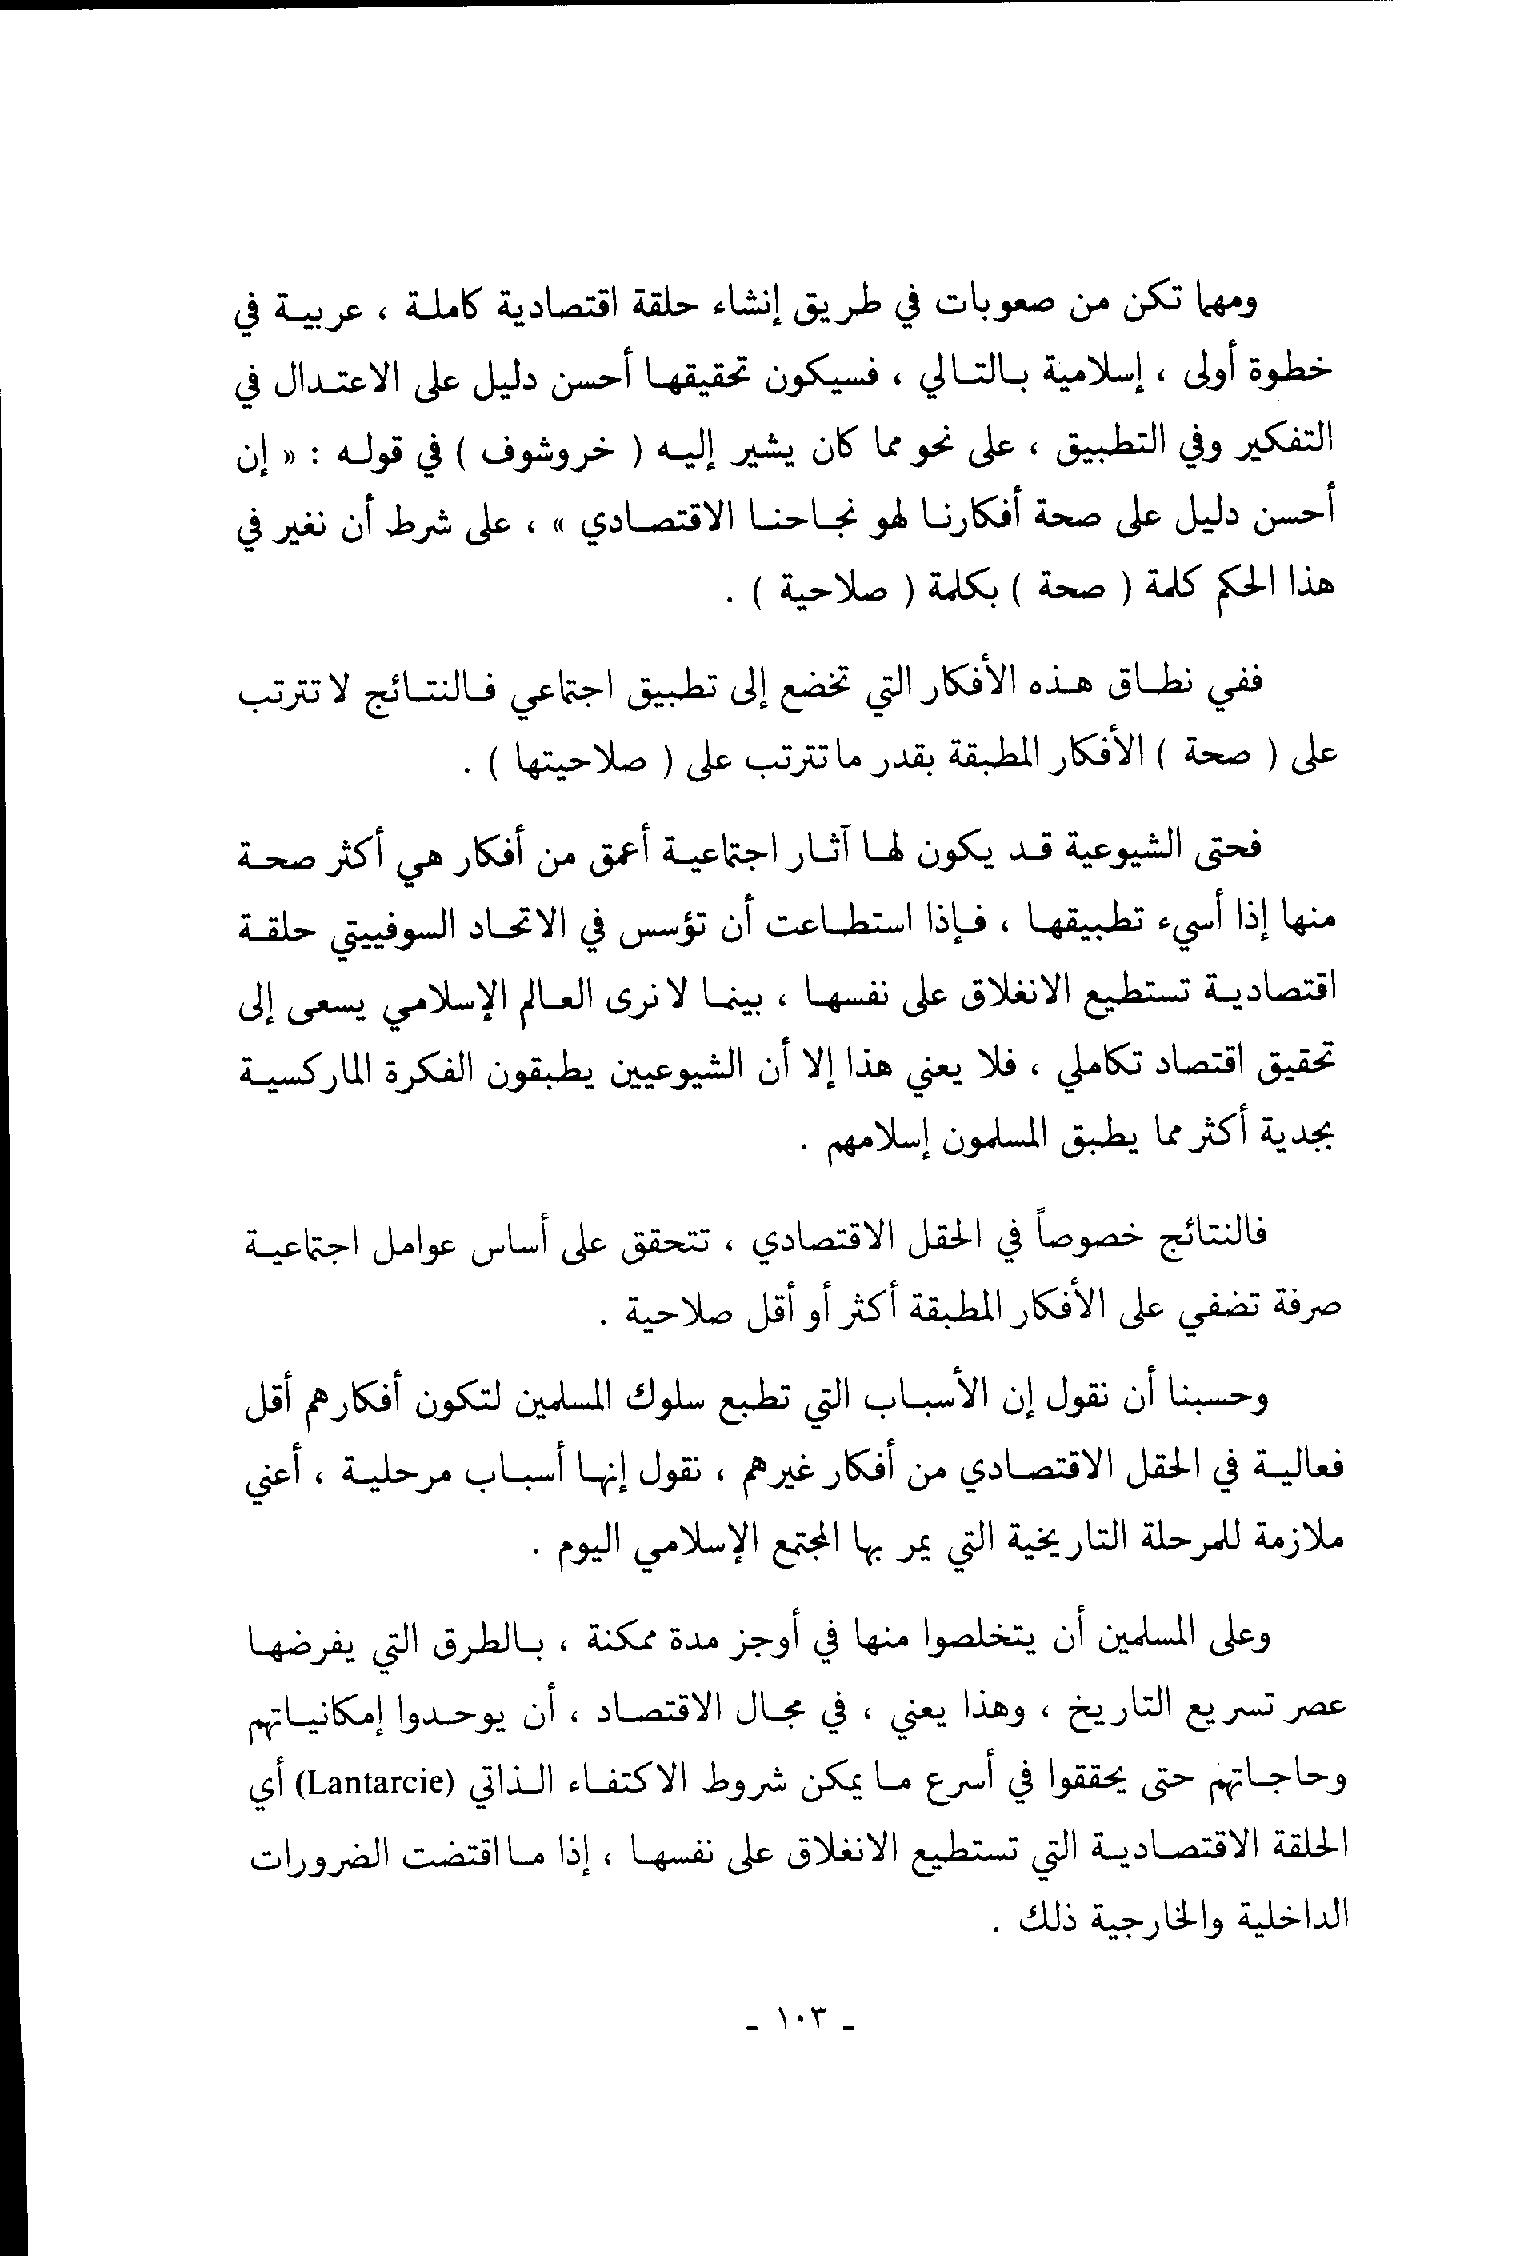 ومهما تكن من صعوبات في طريق إنشاء حلقة اقتصادية كاملة ، عربية في
خطوة أولى ، إسلامية بالتالي ، فسيكون تحقيقها أحسن دليل على الاعتدال في
التفكير وفي التطبيق ، على نحو مما كان يشير إليه ( خروشوف ) في قوله : « إن
أحسن دليل على صحة أفكارنا لهو نجاحنا الاقتصادي » ، على شرط أن نغير في
هذا الحكم كلمة ( صحة ) بكلمة ( صلاحية ) .
ففي نطاق هذه الأفكار التي تخضع إلى تطبيق اجتماعي فالنتائج لا تترتب
على ( صحة ) الأفكار المطبقة بقدر ما تترتب على ( صلاحيتها ) .
فحتى الشيوعية قد يكون لها آثار اجتماعية أعمق من أفكار هي أكثر صحة
منها إذا أسيء تطبيقها ، فإذا استطاعت أن تؤسس في الاتحاد السوفييتي حلقة
اقتصادية تستطيع الانغلاق على نفسها ، بينما لا نرى العالم الإسلامي يسعى إلى
تحقيق اقتصاد تكاملي ، فلا يعني هذا إلا أن الشيوعيين يطبقون الفكرة الماركسية
بجدية أكثر مما يطبق المسلمون إسلامهم .
فالنتائج خصوصاً في الحقل الاقتصادي ، تتحقق على أساس عوامل اجتماعية
صرفة تضفي على الأفكار المطبقة أكثر أو أقل صلاحية .
وحسبنا أن نقول إن الأسباب التي تطبع سلوك المسلمين لتكون أفكارهم أقل
فعالية في الحقل الاقتصادي من أفكار غيرهم ، نقول إنها أسباب مرحلية ، أعني
ملازمة للمرحلة التاريخية التي يمر بها المجتمع الإسلامي اليوم .
وعلى المسلمين أن يتخلصوا منها في أوجز مدة ممكنة ، بالطرق التي يفرضها
عصر تسريع التاريخ ، وهذا يعني ، في مجال الاقتصاد ، أن يوحدوا إمكانياتهم
وحاجاتهم حتى يحققوا في أسرع ما يمكن شروط الاكتفاء الذاتي (Lantarcie) أي
الحلقة الاقتصادية التي تستطيع الانغلاق على نفسها ، إذا ما اقتضت الضرورات
الداخلية والخارجية ذلك .
- ١٠٣ -